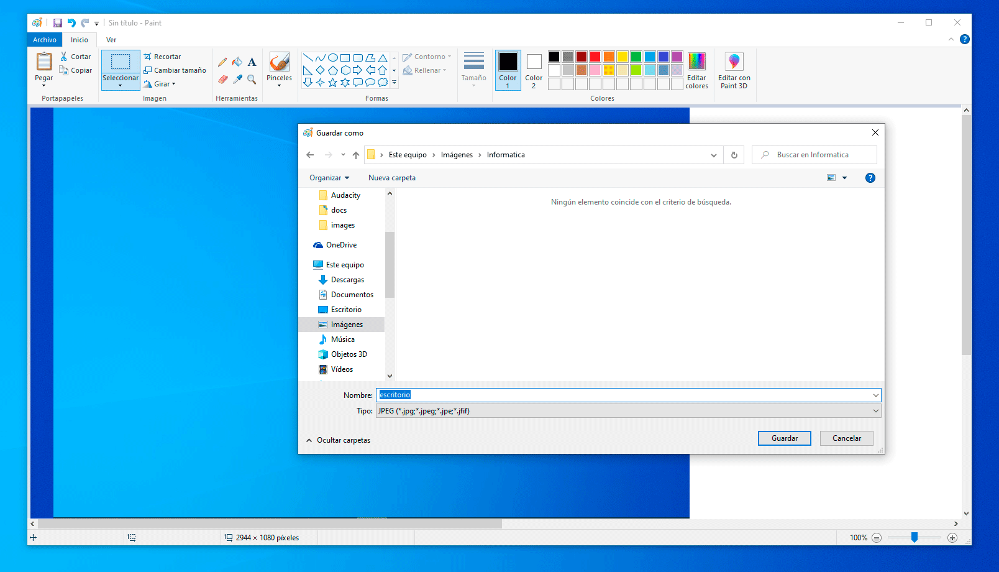 Sin título - Paint
Archivo Inicio Ver
Pegar
Cortar
Copiar
Portapapeles
Seleccionar
Recortar
Cambiar tamaño
Girar
Imagen
A
Herramientas
Pinceles
Contorno
Rellenar
Formas
Tamaño
Color
1
Color
2
Editar
colores
Colores
Editar con
Paint 3D
?
Guardar como
Este equipo › Imágenes › Informatica
Buscar en Informatica
Organizar Nueva carpeta ?
Audacity
docs
images
OneDrive
Este equipo
Descargas
Documentos
Escritorio
Imágenes
Música
Objetos 3D
Vídeos
Ningún elemento coincide con el criterio de búsqueda.
Nombre: escritorio
Tipo: JPEG (*.jpg;*.jpeg;*.jpe;*.jfif)
Ocultar carpetas Guardar Cancelar
2944 × 1080 píxeles 100%